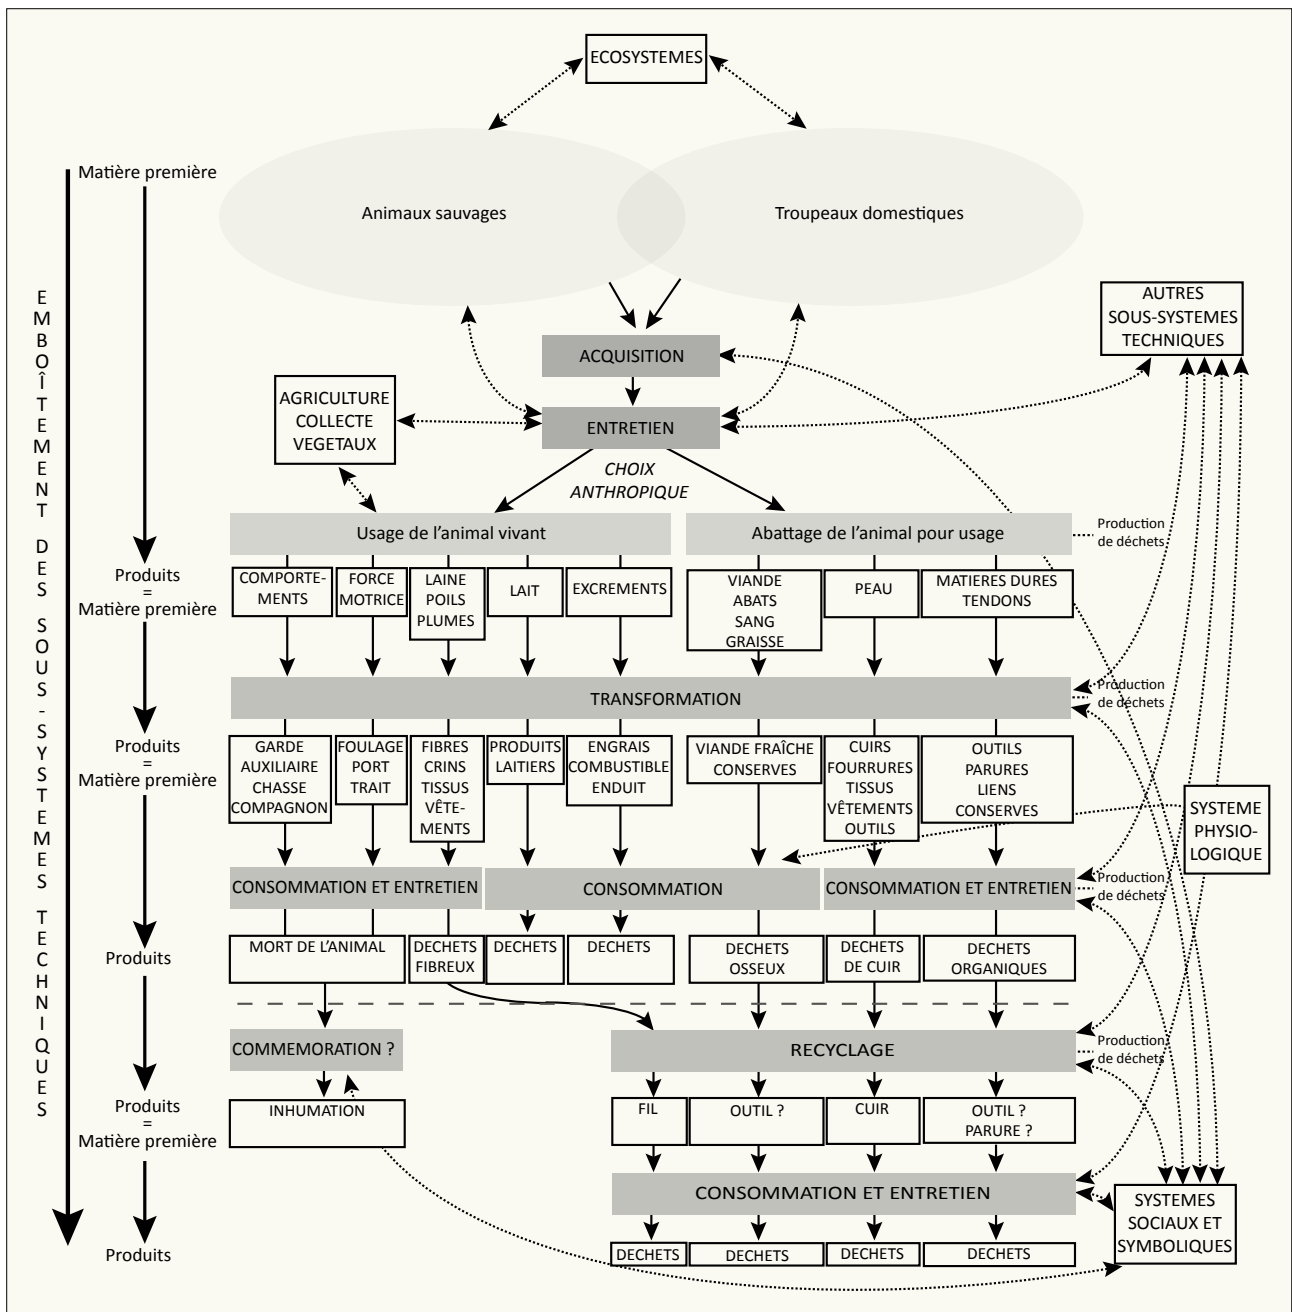 ECOSYSTEMES
Matière première
Animaux sauvages
Troupeaux domestiques
EMBOÎTEMENT DES SOUS-SYSTEMES TECHNIQUES
AUTRES
SOUS-SYSTEMES
TECHNIQUES
ACQUISITION
AGRICULTURE
COLLECTE
VEGETAUX
ENTRETIEN
CHOIX
ANTHROPIQUE
Usage de l'animal vivant
Abattage de l'animal pour usage
Production
de déchets
Produits
=
Matière première
COMPORTE-
MENTS
FORCE
MOTRICE
LAINE
POILS
PLUMES
LAIT
EXCREMENTS
VIANDE
ABATS
SANG
GRAISSE
PEAU
MATIERES DURES
TENDONS
TRANSFORMATION
Production
de déchets
Produits
=
Matière première
GARDE
AUXILIAIRE
CHASSE
COMPAGNON
FOULAGE
PORT
TRAIT
FIBRES
CRINS
TISSUS
VÊTE-
MENTS
PRODUITS
LAITIERS
ENGRAIS
COMBUSTIBLE
ENDUIT
VIANDE FRAÎCHE
CONSERVES
CUIRS
FOURRURES
TISSUS
VÊTEMENTS
OUTILS
OUTILS
PARURES
LIENS
CONSERVES
SYSTEME
PHYSIO-
LOGIQUE
CONSOMMATION ET ENTRETIEN
CONSOMMATION
CONSOMMATION ET ENTRETIEN
Production
de déchets
Produits
MORT DE L'ANIMAL
DECHETS
FIBREUX
DECHETS
DECHETS
DECHETS
OSSEUX
DECHETS
DE CUIR
DECHETS
ORGANIQUES
COMMEMORATION ?
RECYCLAGE
Production
de déchets
Produits
=
Matière première
INHUMATION
FIL
OUTIL ?
CUIR
OUTIL ?
PARURE ?
CONSOMMATION ET ENTRETIEN
SYSTEMES
SOCIAUX ET
SYMBOLIQUES
Produits
DECHETS
DECHETS
DECHETS
DECHETS